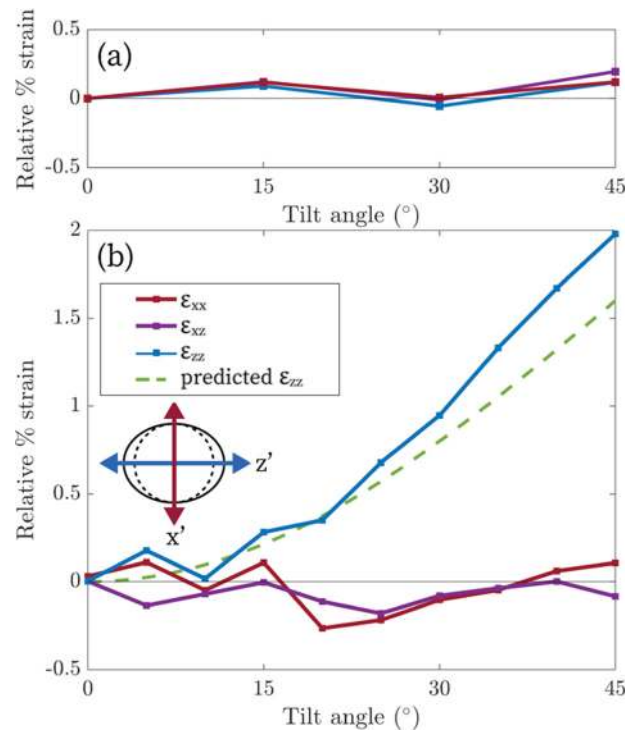 (a)
Relative % strain
0.5
0
-0.5
0
15
30
45
Tilt angle (°)
(b)
Relative % strain
2
1.5
1
0.5
0
-0.5
εxx
εxz
εzz
predicted εzz
z'
x'
0
15
30
45
Tilt angle (°)